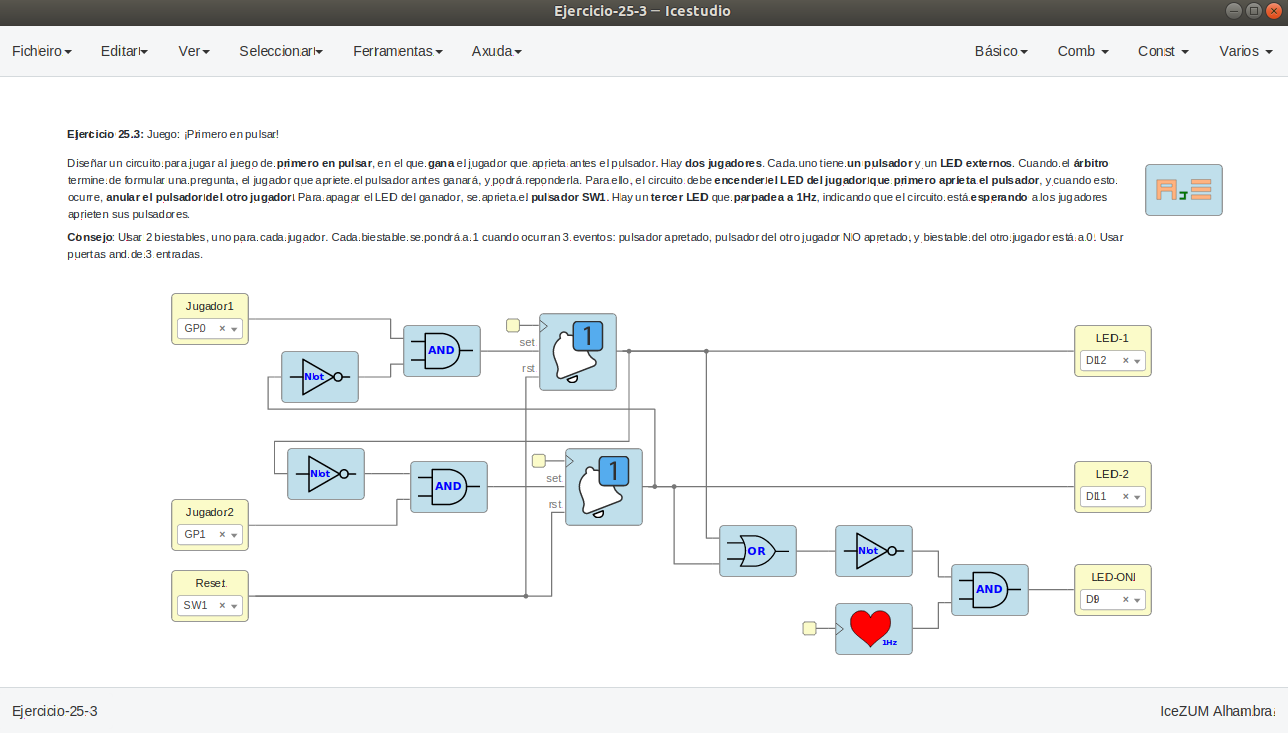 Ejercicio-25-3 — Icestudio
Ficheiro Editar Ver Seleccionar Ferramentas Axuda Básico Comb Const Varios
Ejercicio 25.3: Juego: ¡Primero en pulsar!
Diseñar un circuito para jugar al juego de primero en pulsar, en el que gana el jugador que aprieta antes el pulsador. Hay dos jugadores. Cada uno tiene un pulsador y un LED externos. Cuando el árbitro
termine de formular una pregunta, el jugador que apriete el pulsador antes ganará, y podrá reponderla. Para ello, el circuito debe encender el LED del jugador que primero aprieta el pulsador, y cuando esto
ocurre, anular el pulsador del otro jugador. Para apagar el LED del ganador, se aprieta el pulsador SW1. Hay un tercer LED que parpadea a 1Hz, indicando que el circuito está esperando a los jugadores
aprieten sus pulsadores.
Consejo: Usar 2 biestables, uno para cada jugador. Cada biestable se pondrá a 1 cuando ocurran 3 eventos: pulsador apretado, pulsador del otro jugador NO apretado, y biestable del otro jugador está a 0. Usar
puertas and de 3 entradas.
Jugador1
GP0
Not
AND
set
rst
1
LED-1
D12
Not
AND
set
rst
1
LED-2
D11
Jugador2
GP1
Reset
SW1
OR
Not
AND
1Hz
LED-ON
D9
Ejercicio-25-3
IceZUM Alhambra